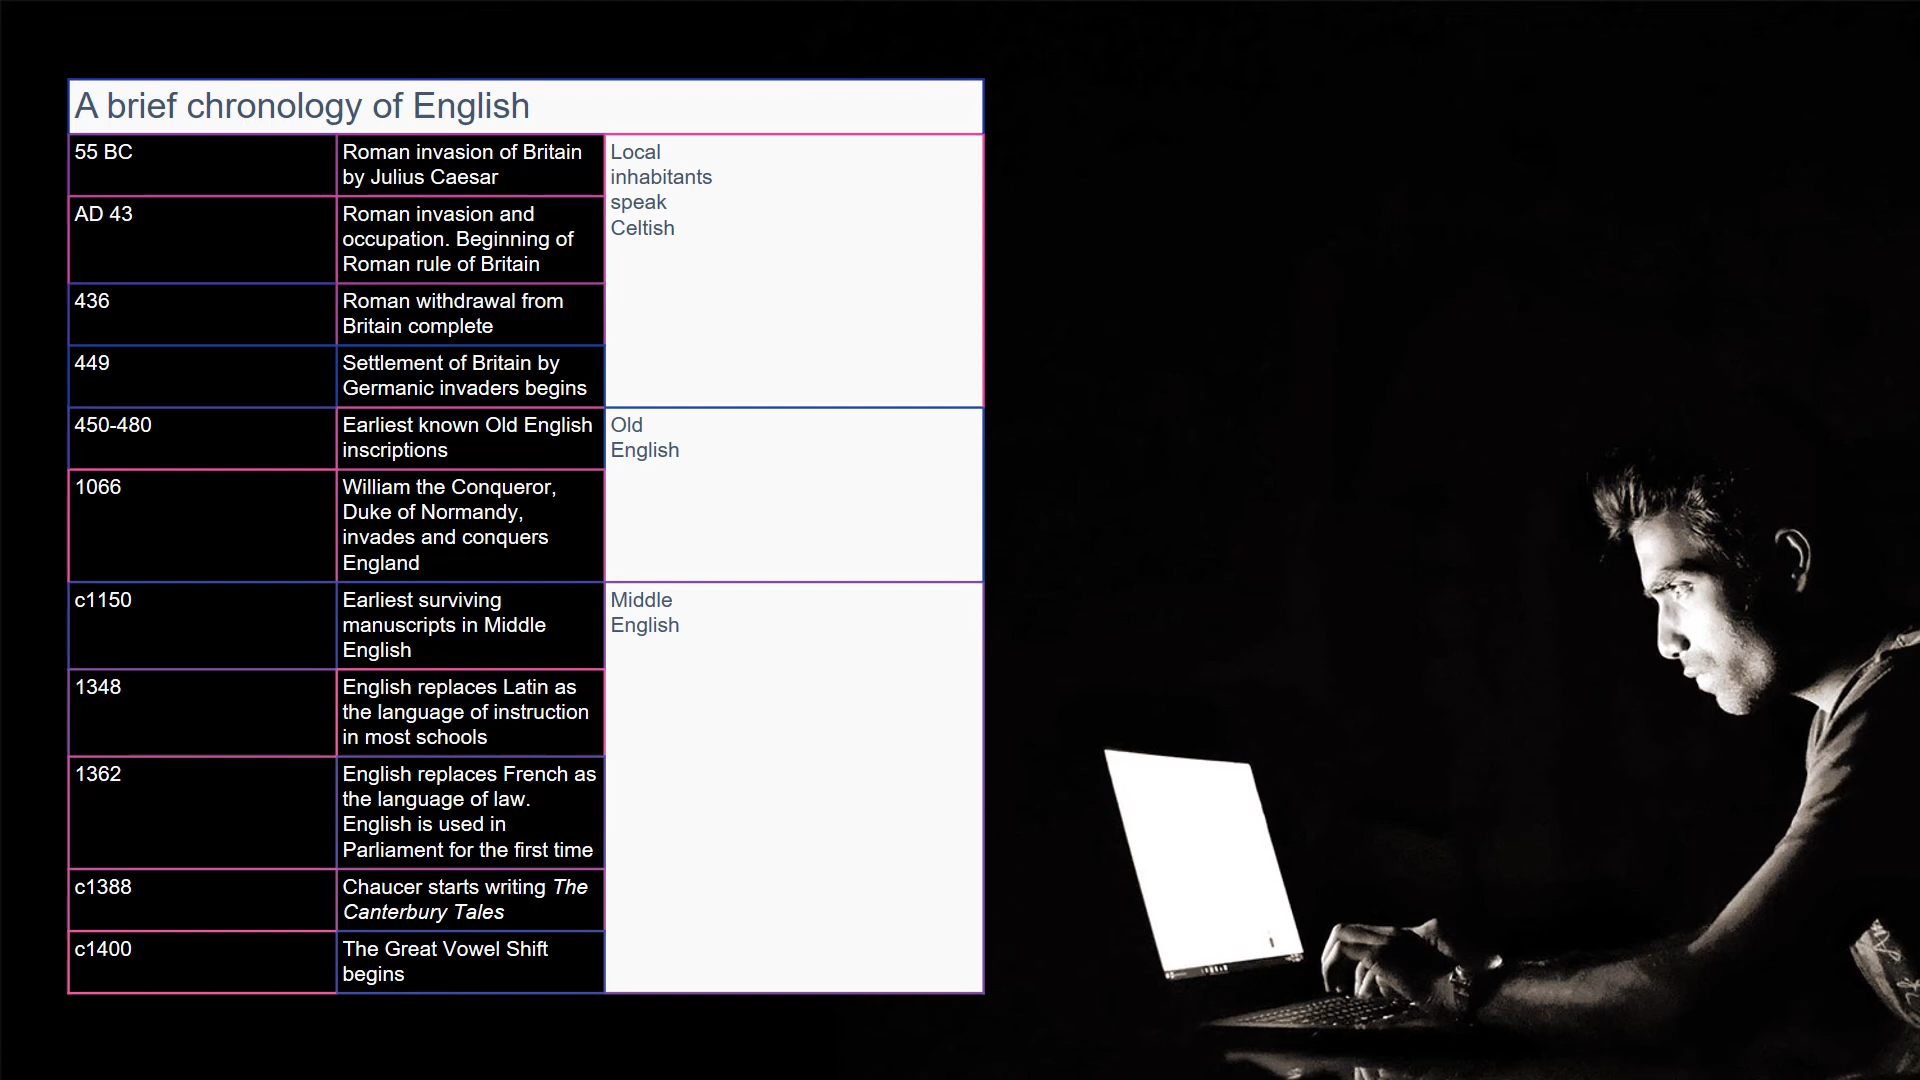 A brief chronology of English
55 BC
Roman invasion of Britain
by Julius Caesar
Local
inhabitants
speak
Celtish
AD 43
Roman invasion and
occupation. Beginning of
Roman rule of Britain
436
Roman withdrawal from
Britain complete
449
Settlement of Britain by
Germanic invaders begins
450-480
Earliest known Old English
inscriptions
Old
English
1066
William the Conqueror,
Duke of Normandy,
invades and conquers
England
c1150
Earliest surviving
manuscripts in Middle
English
Middle
English
1348
English replaces Latin as
the language of instruction
in most schools
1362
English replaces French as
the language of law.
English is used in
Parliament for the first time
c1388
Chaucer starts writing The
Canterbury Tales
c1400
The Great Vowel Shift
begins